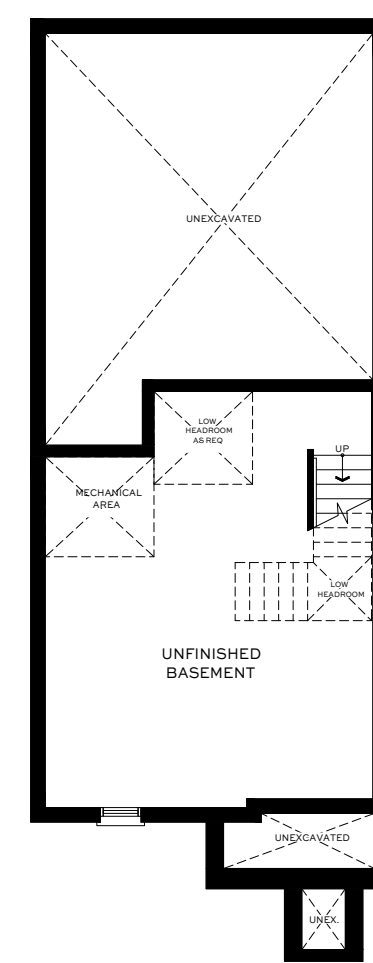 UNEXCAVATED
LOW
HEADROOM
AS REQ
UP
MECHANICAL
AREA
LOW
HEADROOM
UNFINISHED
BASEMENT
UNEXCAVATED
UNEX.